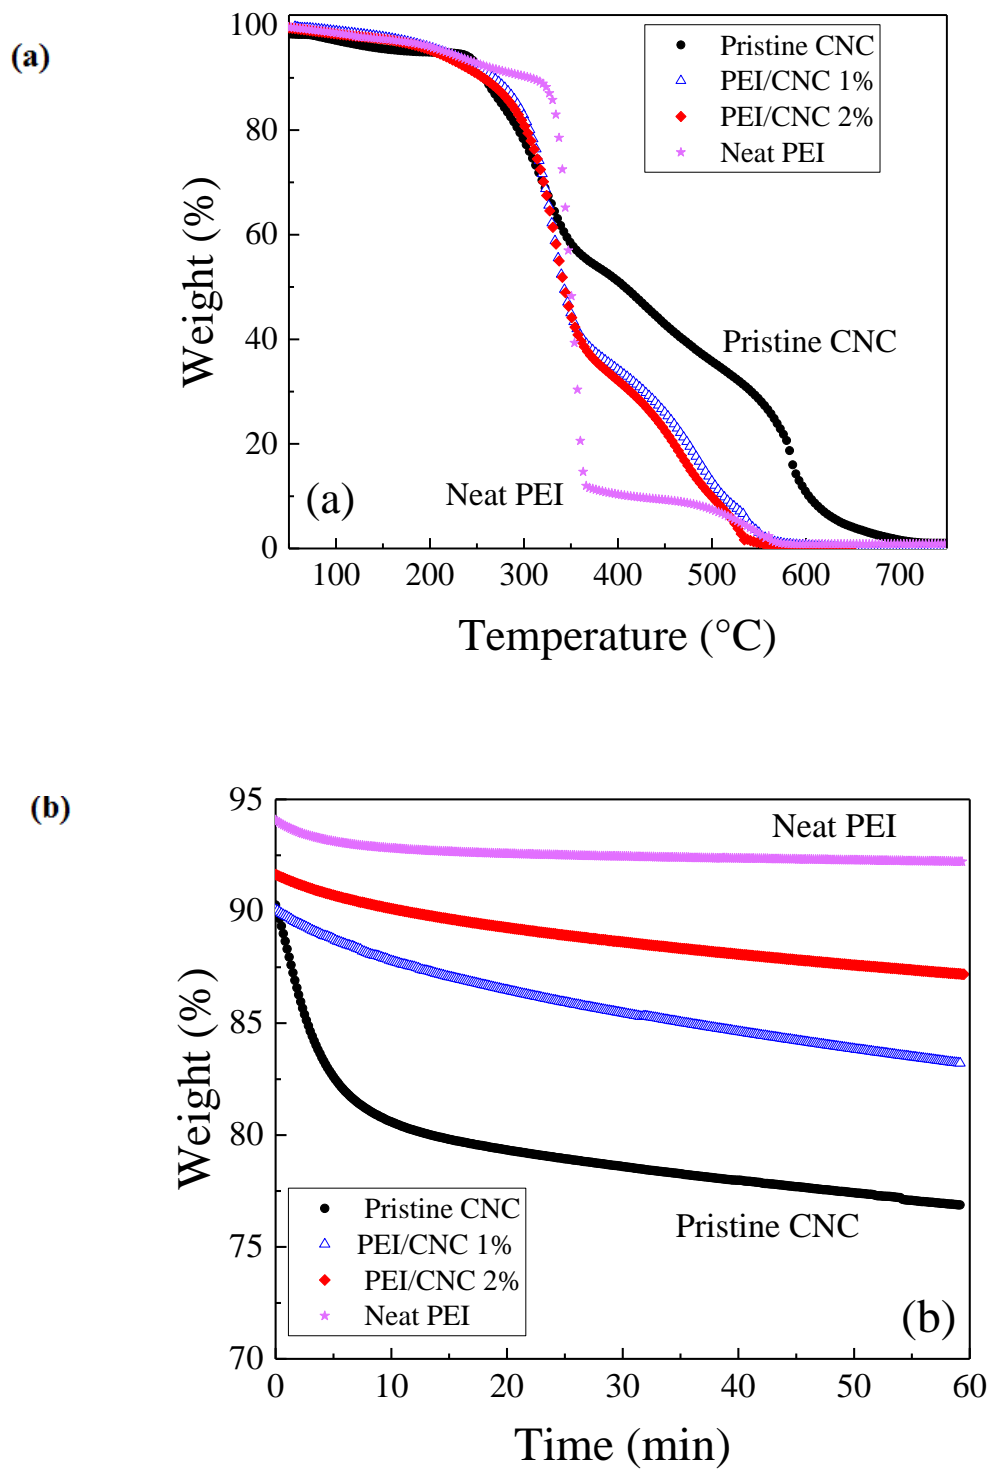 (a)
100
80
60
40
20
0
Weight (%)
Pristine CNC
PEI/CNC 1%
PEI/CNC 2%
Neat PEI
Pristine CNC
Neat PEI
(a)
100 200 300 400 500 600 700
Temperature (°C)
(b)
95
90
85
80
75
70
Weight (%)
Neat PEI
Pristine CNC
Pristine CNC
PEI/CNC 1%
PEI/CNC 2%
Neat PEI
(b)
0 10 20 30 40 50 60
Time (min)